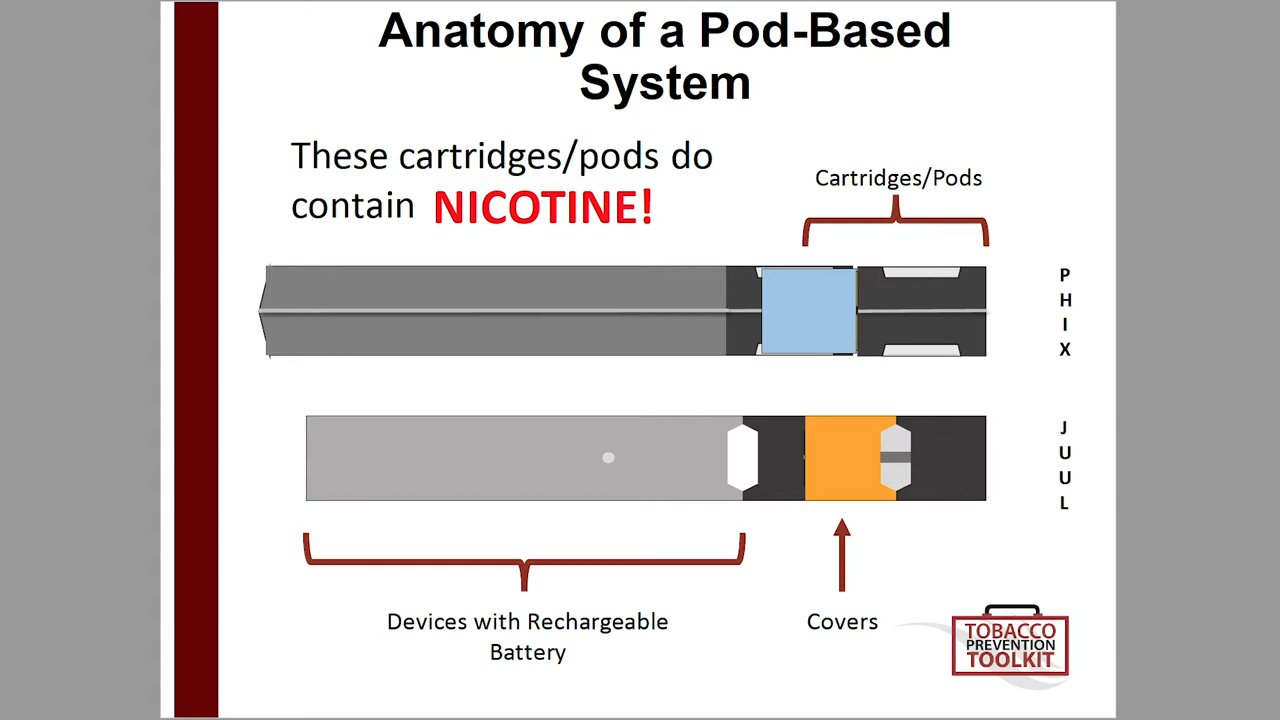 Anatomy of a Pod-Based
System
These cartridges/pods do
contain NICOTINE!
Cartridges/Pods
P
H
I
X
J
U
U
L
Devices with Rechargeable
Battery
Covers
TOBACCO
PREVENTION
TOOLKIT